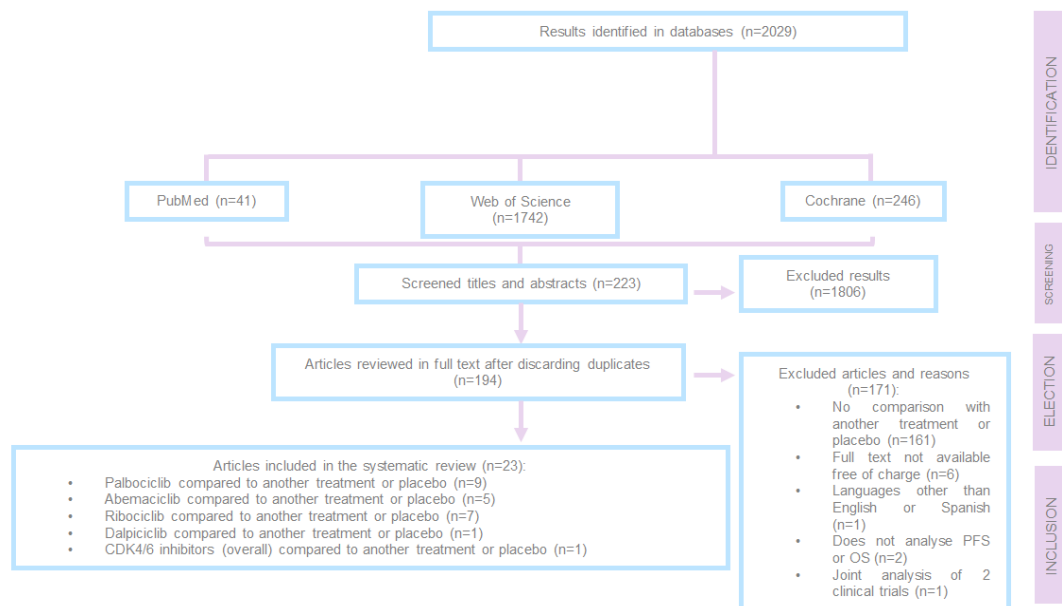 Results identified in databases (n=2029)
IDENTIFICATION
PubMed (n=41)
Web of Science
(n=1742)
Cochrane (n=246)
SCREENING
Screened titles and abstracts (n=223)
Excluded results
(n=1806)
ELECTION
Articles reviewed in full text after discarding duplicates
(n=194)
Excluded articles and reasons
(n=171):
• No comparison with
another treatment or
placebo (n=161)
• Full text not available
free of charge (n=6)
• Languages other than
English or Spanish
(n=1)
• Does not analyse PFS
or OS (n=2)
• Joint analysis of 2
clinical trials (n=1)
INCLUSION
Articles included in the systematic review (n=23):
• Palbociclib compared to another treatment or placebo (n=9)
• Abemaciclib compared to another treatment or placebo (n=5)
• Ribociclib compared to another treatment or placebo (n=7)
• Dalpiciclib compared to another treatment or placebo (n=1)
• CDK4/6 inhibitors (overall) compared to another treatment or placebo (n=1)